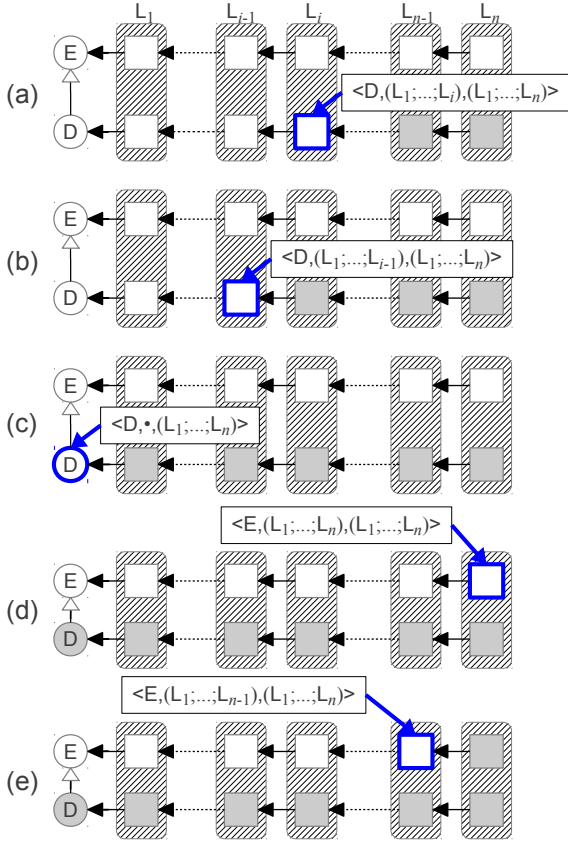 L₁ Lᵢ₋₁ Lᵢ Lₙ₋₁ Lₙ
E
(a)
<D,(L₁;...;Lᵢ),(L₁;...;Lₙ)>
D
E
(b)
<D,(L₁;...;Lᵢ₋₁),(L₁;...;Lₙ)>
D
E
(c)
<D,•,(L₁;...;Lₙ)>
D
<E,(L₁;...;Lₙ),(L₁;...;Lₙ)>
E
(d)
D
<E,(L₁;...;Lₙ₋₁),(L₁;...;Lₙ)>
E
(e)
D